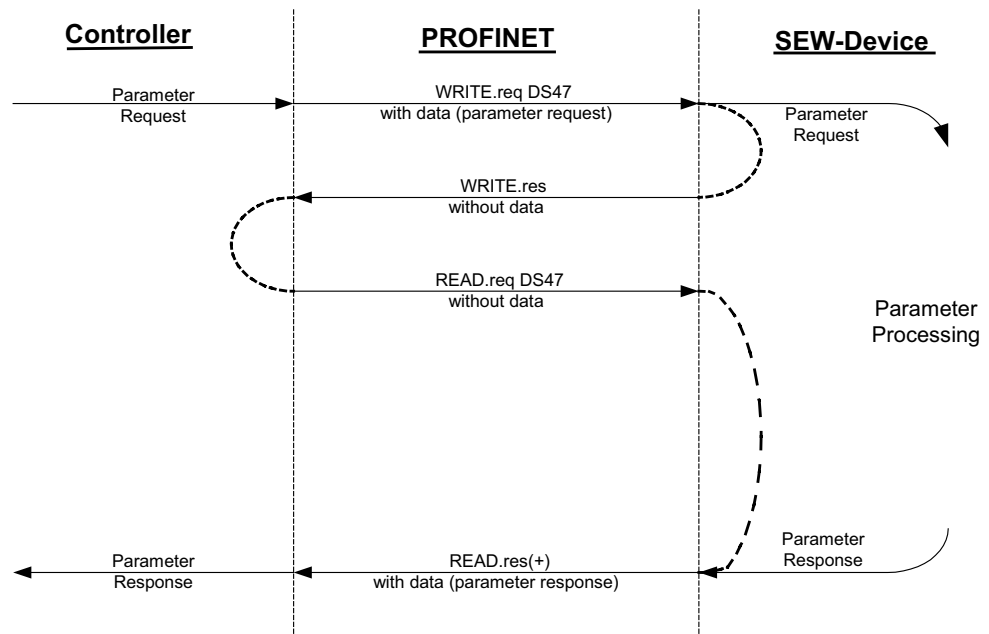 Controller
PROFINET
SEW-Device
Parameter
Request
WRITE.req DS47
with data (parameter request)
Parameter
Request
WRITE.res
without data
READ.req DS47
without data
Parameter
Processing
Parameter
Response
READ.res(+)
with data (parameter response)
Parameter
Response